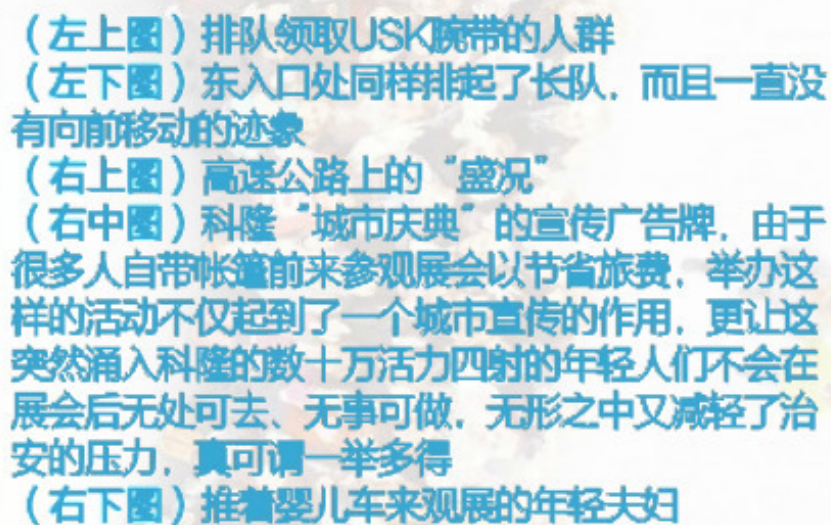 （左上图）排队领取USK腕带的人群
（左下图）东入口处同样排起了长队，而且一直没
有向前移动的迹象
（右上图）高速公路上的“盛况”
（右中图）科隆“城市庆典”的宣传广告牌，由于
很多人自带帐篷前来参观展会以节省旅费，举办这
样的活动不仅起到了一个城市宣传的作用，更让这
突然涌入科隆的数十万活力四射的年轻人们不会在
展会后无处可去、无事可做，无形之中又减轻了治
安的压力，真可谓一举多得
（右下图）推着婴儿车来观展的年轻夫妇